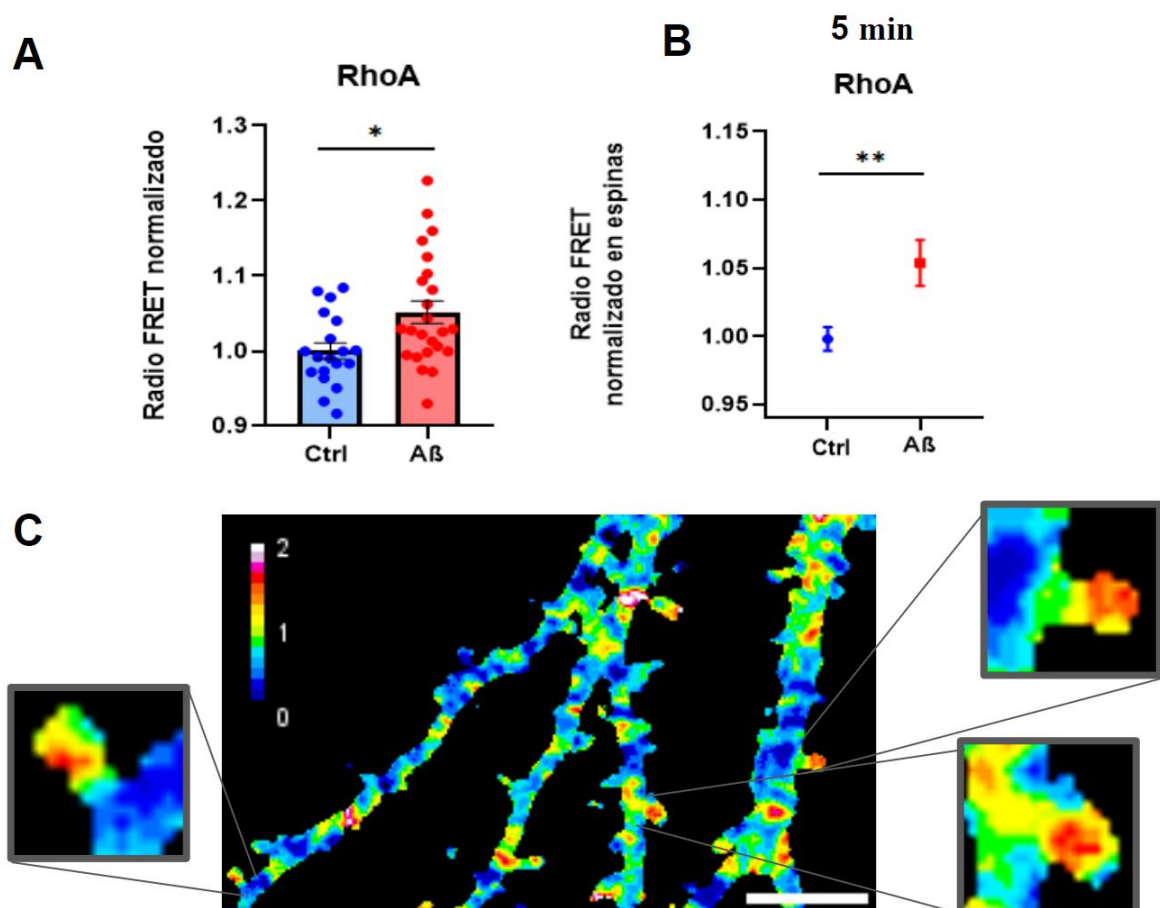 A
RhoA
Radio FRET normalizado
1.3
1.2
1.1
1.0
0.9
*
Ctrl
Aß
B
5 min
RhoA
Radio FRET
normalizado en espinas
1.15
1.10
1.05
1.00
0.95
**
Ctrl
Aß
C
2
1
0